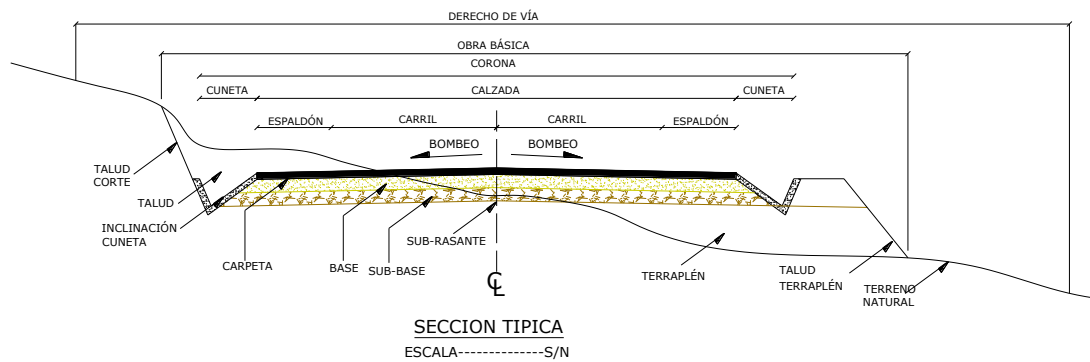 DERECHO DE VÍA
OBRA BÁSICA
CORONA
CUNETA
CALZADA
CUNETA
ESPALDÓN
CARRIL
CARRIL
ESPALDÓN
BOMBEO
BOMBEO
TALUD
CORTE
TALUD
INCLINACIÓN
CUNETA
CARPETA
BASE
SUB-BASE
SUB-RASANTE
TERRAPLÉN
TALUD
TERRAPLÉN
TERRENO
NATURAL
℄
SECCION TIPICA
ESCALA--------------S/N